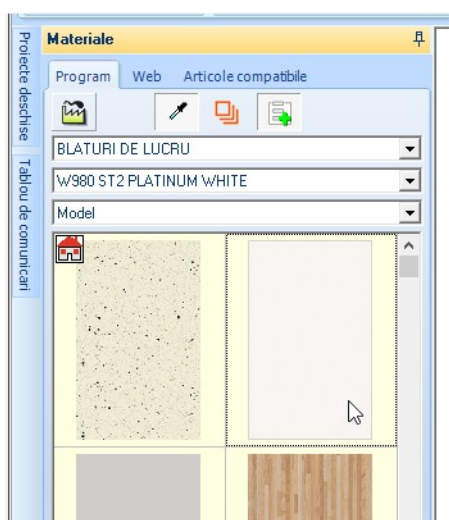 Materiale
Proiecte deschise
Tablou de comunicari
Program Web Articole compatibile
BLATURI DE LUCRU
W980 ST2 PLATINUM WHITE
Model